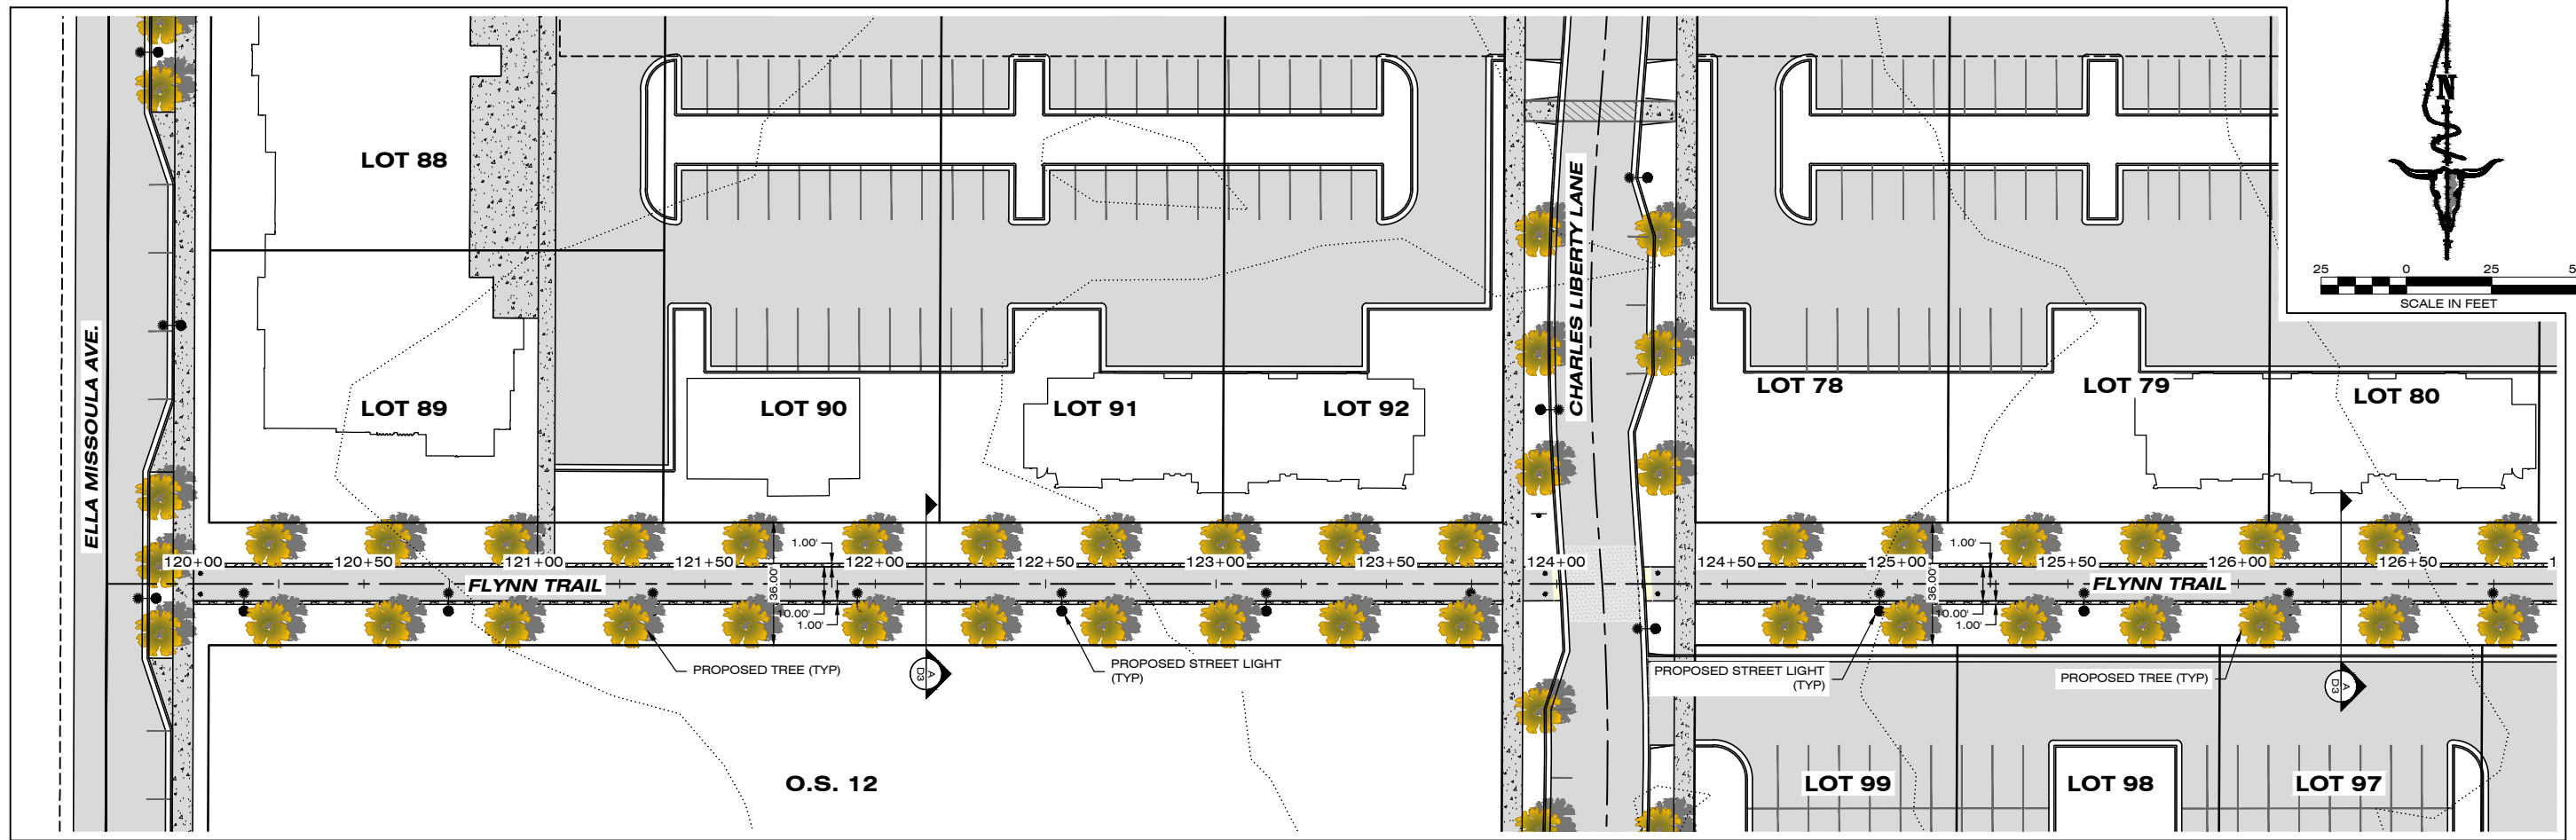 N
25 0 25 5
SCALE IN FEET
LOT 88
ELLA MISSOULA AVE.
CHARLES LIBERTY LANE
LOT 89
LOT 90
LOT 91
LOT 92
LOT 78
LOT 79
LOT 80
120+00
120+50
121+00
121+50
122+00
122+50
123+00
123+50
124+00
124+50
125+00
125+50
126+00
126+50
1
1.00'
36.00'
10.00'
1.00'
FLYNN TRAIL
1.00'
36.00'
10.00'
1.00'
FLYNN TRAIL
PROPOSED TREE (TYP)
A
D3
PROPOSED STREET LIGHT
(TYP)
PROPOSED STREET LIGHT
(TYP)
PROPOSED TREE (TYP)
A
D3
O.S. 12
LOT 99
LOT 98
LOT 97